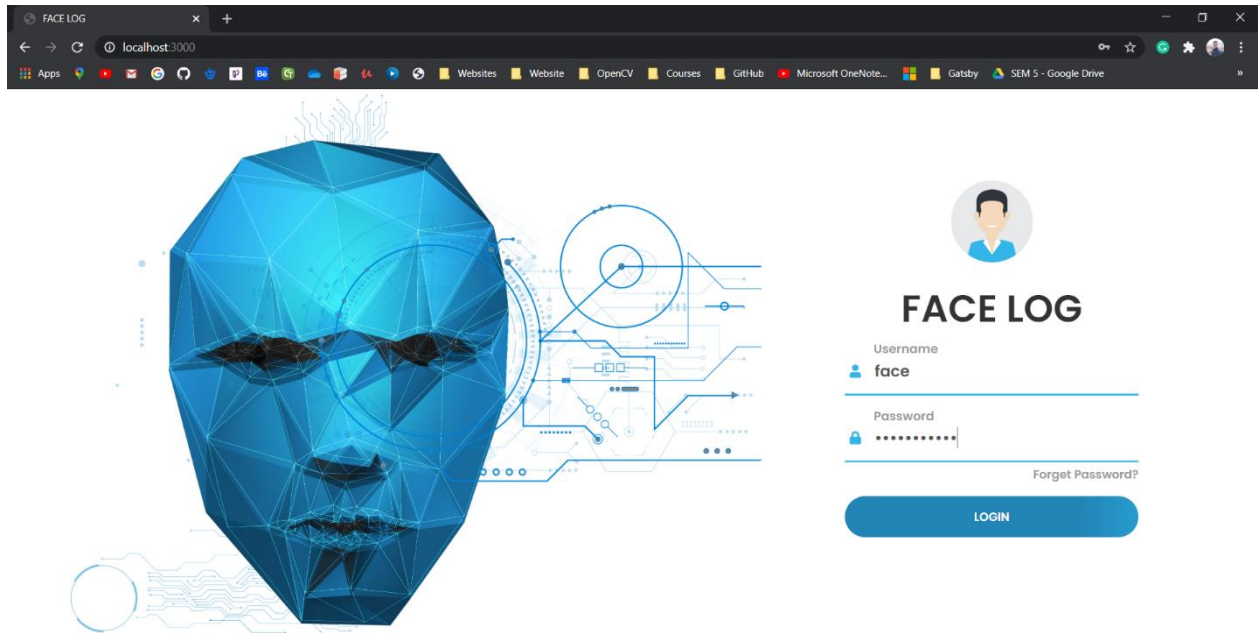 FACE LOG
localhost:3000
Apps Websites Website OpenCV Courses GitHub Microsoft OneNote... Gatsby SEM 5 - Google Drive »
FACE LOG
Username
face
Password
•••••••••••
Forget Password?
LOGIN